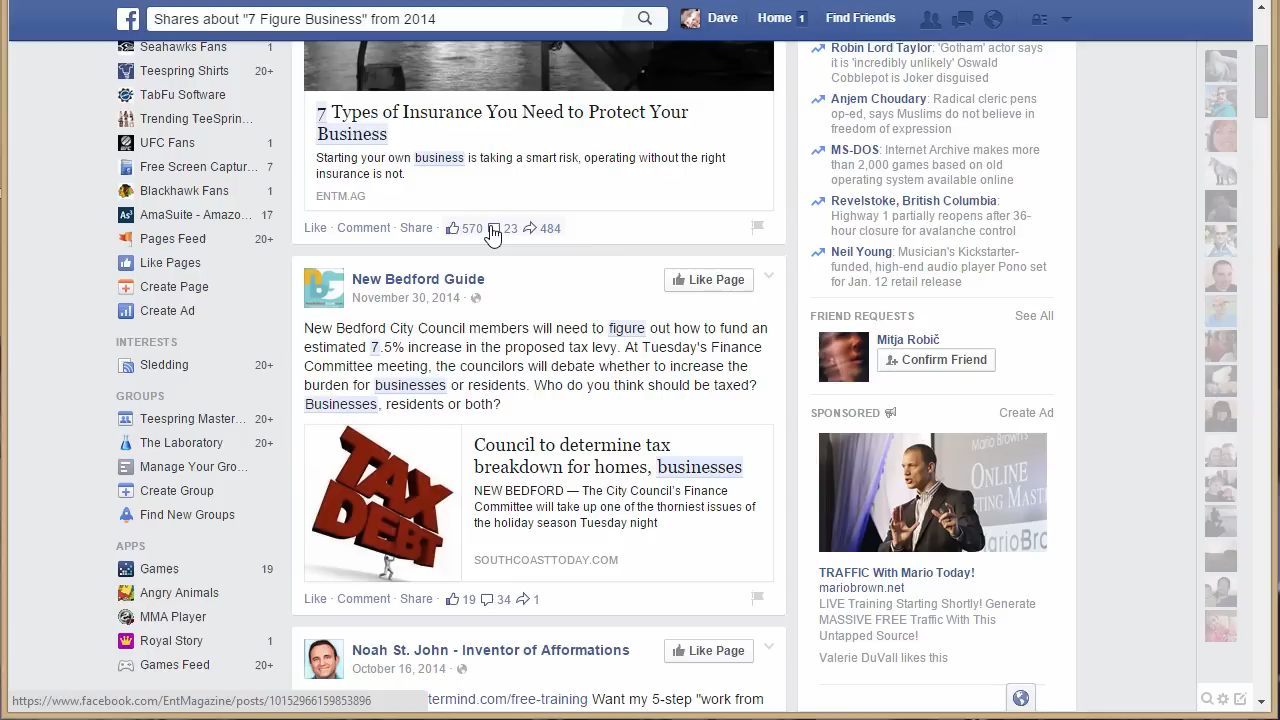 Shares about "7 Figure Business" from 2014
Dave
Home 1
Find Friends
Seahawks Fans 1
Teespring Shirts 20+
TabFu Software
Trending TeeSprin...
UFC Fans 1
Free Screen Captur... 7
Blackhawk Fans 1
AmaSuite - Amazo... 17
Pages Feed 20+
Like Pages
Create Page
Create Ad
INTERESTS
Sledding 20+
GROUPS
Teespring Master... 20+
The Laboratory 20+
Manage Your Gro...
Create Group
Find New Groups
APPS
Games 19
Angry Animals
MMA Player
Royal Story 1
Games Feed 20+
7 Types of Insurance You Need to Protect Your
Business
Starting your own business is taking a smart risk, operating without the right
insurance is not.
ENTM.AG
Like · Comment · Share · 570 23 484
New Bedford Guide
Like Page
November 30, 2014 ·
New Bedford City Council members will need to figure out how to fund an
estimated 7.5% increase in the proposed tax levy. At Tuesday's Finance
Committee meeting, the councilors will debate whether to increase the
burden for businesses or residents. Who do you think should be taxed?
Businesses, residents or both?
TAX
DEBT
Council to determine tax
breakdown for homes, businesses
NEW BEDFORD — The City Council's Finance
Committee will take up one of the thorniest issues of
the holiday season Tuesday night
SOUTHCOASTTODAY.COM
Like · Comment · Share · 19 34 1
Noah St. John - Inventor of Afformations
Like Page
October 16, 2014 ·
termind.com/free-training Want my 5-step "work from
Robin Lord Taylor: 'Gotham' actor says
it is 'incredibly unlikely' Oswald
Cobblepot is Joker disguised
Anjem Choudary: Radical cleric pens
op-ed, says Muslims do not believe in
freedom of expression
MS-DOS: Internet Archive makes more
than 2,000 games based on old
operating system available online
Revelstoke, British Columbia:
Highway 1 partially reopens after 36-
hour closure for avalanche control
Neil Young: Musician's Kickstarter-
funded, high-end audio player Pono set
for Jan. 12 retail release
FRIEND REQUESTS
See All
Mitja Robič
Confirm Friend
SPONSORED
Create Ad
Mario Brown's
ONLINE
TRAFFIC With Mario Today!
mariobrown.net
LIVE Training Starting Shortly! Generate
MASSIVE FREE Traffic With This
Untapped Source!
Valerie DuVall likes this
https://www.facebook.com/EntMagazine/posts/10152966159853896